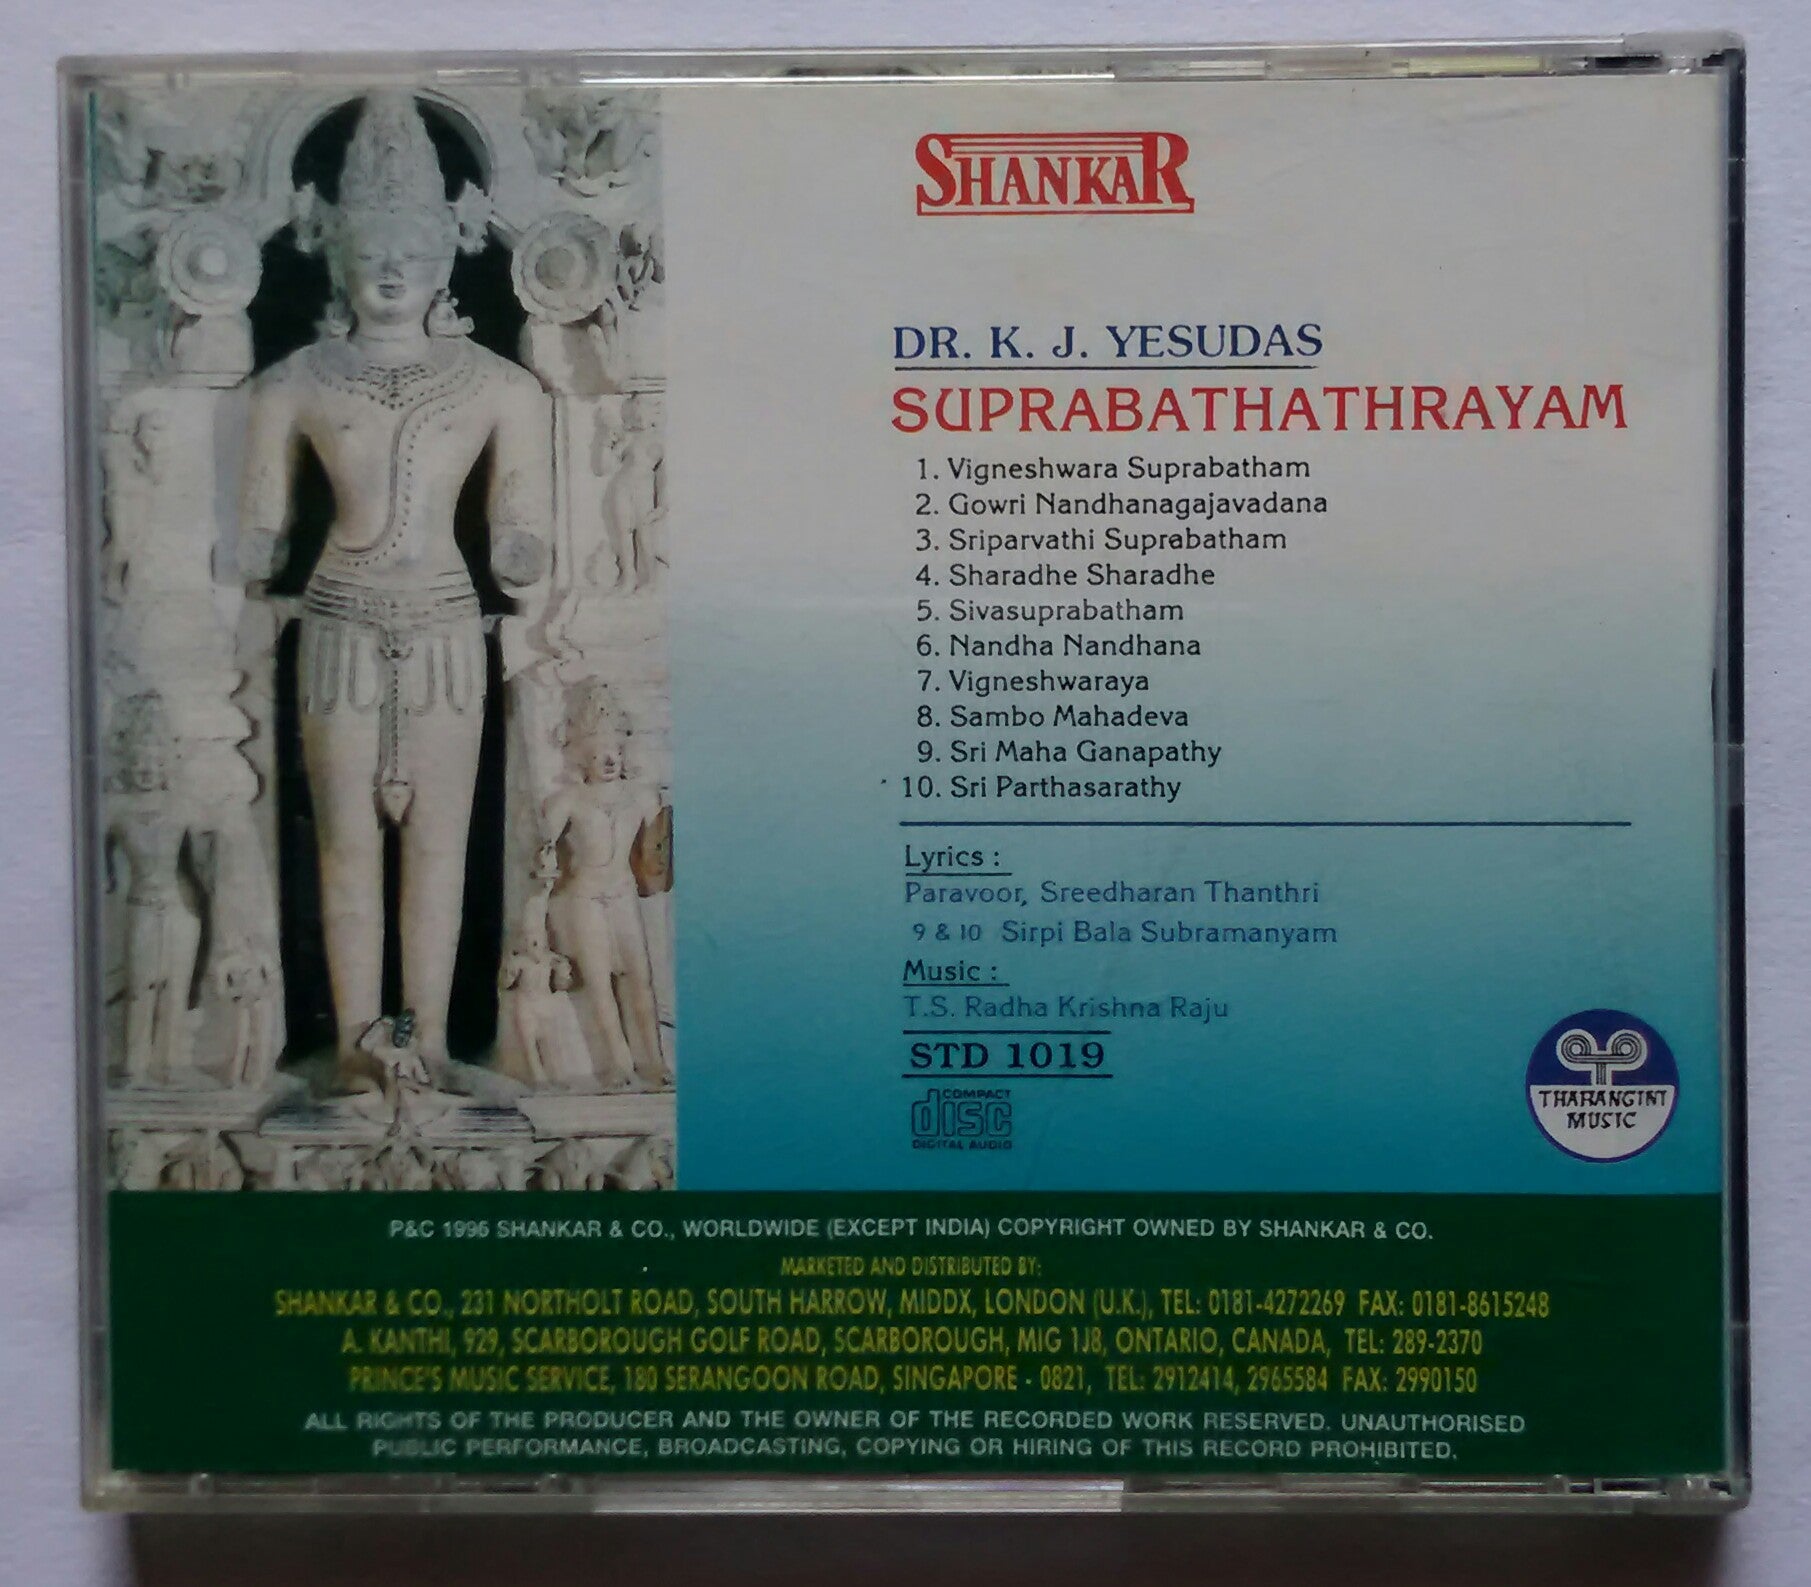 SHANKAR
DR. K. J. YESUDAS
SUPRABATHATHRAYAM
1. Vigneshwara Suprabatham
2. Gowri Nandhanagajavadana
3. Sriparvathi Suprabatham
4. Sharadhe Sharadhe
5. Sivasuprabatham
6. Nandha Nandhana
7. Vigneshwaraya
8. Sambo Mahadeva
9. Sri Maha Ganapathy
10. Sri Parthasarathy
Lyrics :
Paravoor, Sreedharan Thanthri
9 & 10 Sirpi Bala Subramanyam
Music :
T.S. Radha Krishna Raju
STD 1019
COMPACT
disc
DIGITAL AUDIO
THARANGINI
MUSIC
P&C 1996 SHANKAR & CO., WORLDWIDE (EXCEPT INDIA) COPYRIGHT OWNED BY SHANKAR & CO.
MARKETED AND DISTRIBUTED BY:
SHANKAR & CO., 231 NORTHOLT ROAD, SOUTH HARROW, MIDDX, LONDON (U.K.), TEL: 0181-4272269 FAX: 0181-8615248
A. KANTHI, 929, SCARBOROUGH GOLF ROAD, SCARBOROUGH, MIG 1J8, ONTARIO, CANADA, TEL: 289-2370
PRINCE'S MUSIC SERVICE, 180 SERANGOON ROAD, SINGAPORE - 0821, TEL: 2912414, 2965584 FAX: 2990150
ALL RIGHTS OF THE PRODUCER AND THE OWNER OF THE RECORDED WORK RESERVED. UNAUTHORISED
PUBLIC PERFORMANCE, BROADCASTING, COPYING OR HIRING OF THIS RECORD PROHIBITED.